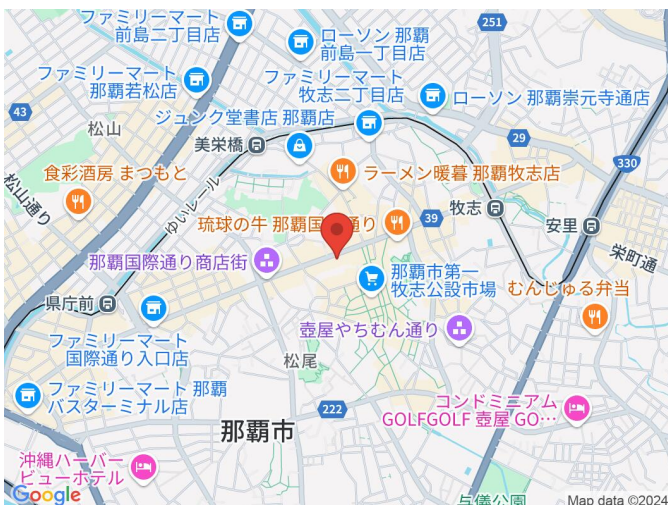 ファミリーマート
前島二丁目店
ローソン 那覇
前島一丁目店
251
ファミリーマート
那覇若松店
ファミリーマート
牧志二丁目店
ローソン 那覇崇元寺通店
43
松山
ジュンク堂書店 那覇店
29
美栄橋
330
食彩酒房 まつもと
ラーメン暖暮 那覇牧志店
松山通り
ゆいレール
牧志
琉球の牛 那覇国
通り
39
安里
栄町通
那覇国際通り商店街
那覇市第一
牧志公設市場
むんじゅる弁当
県庁前
壺屋やちむん通り
ファミリーマート
国際通り入口店
松尾
ファミリーマート 那覇
バスターミナル店
222
コンドミニアム
GOLFGOLF 壺屋 GO…
那覇市
沖縄ハーバー
ビューホテル
Google
与儀公園
Map data ©2024